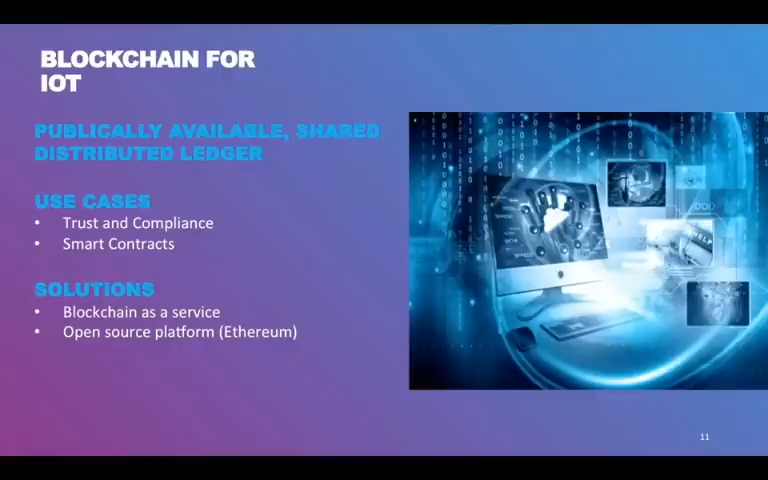 BLOCKCHAIN FOR
IOT
PUBLICALLY AVAILABLE, SHARED
DISTRIBUTED LEDGER
USE CASES
• Trust and Compliance
• Smart Contracts
SOLUTIONS
• Blockchain as a service
• Open source platform (Ethereum)
HELP
11